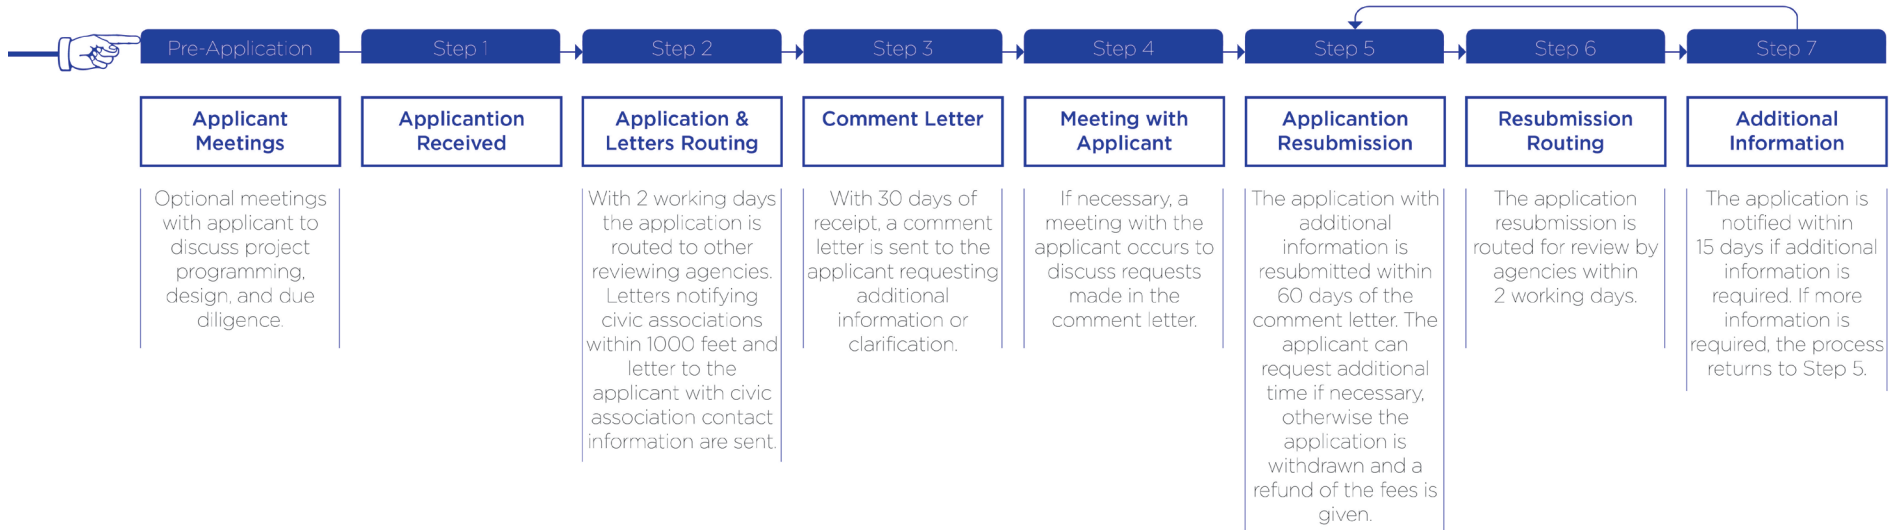 Pre-Application
Step 1
Step 2
Step 3
Step 4
Step 5
Step 6
Step 7
Applicant
Meetings
Applicantion
Received
Application &
Letters Routing
Comment Letter
Meeting with
Applicant
Applicantion
Resubmission
Resubmission
Routing
Additional
Information
Optional meetings
with applicant to
discuss project
programming,
design, and due
diligence.
With 2 working days
the application is
routed to other
reviewing agencies.
Letters notifying
civic associations
within 1000 feet and
letter to the
applicant with civic
association contact
information are sent.
With 30 days of
receipt, a comment
letter is sent to the
applicant requesting
additional
information or
clarification.
If necessary, a
meeting with the
applicant occurs to
discuss requests
made in the
comment letter.
The application with
additional
information is
resubmitted within
60 days of the
comment letter. The
applicant can
request additional
time if necessary,
otherwise the
application is
withdrawn and a
refund of the fees is
given.
The application
resubmission is
routed for review by
agencies within
2 working days.
The application is
notified within
15 days if additional
information is
required. If more
information is
required, the process
returns to Step 5.